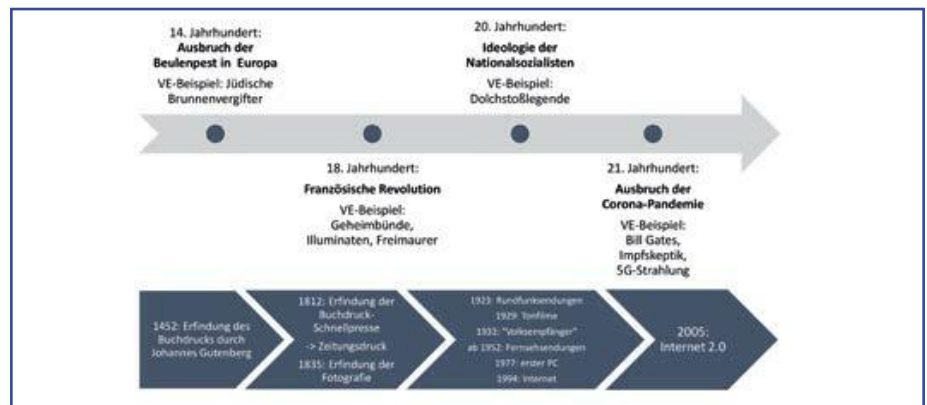 14. Jahrhundert:
Ausbruch der
Beulenpest in Europa
VE-Beispiel: Jüdische
Brunnenvergifter
20. Jahrhundert:
Ideologie der
Nationalsozialisten
VE-Beispiel:
Dolchstoßlegende
18. Jahrhundert:
Französische Revolution
VE-Beispiel:
Geheimbünde,
Illuminaten, Freimaurer
21. Jahrhundert:
Ausbruch der
Corona-Pandemie
VE-Beispiel:
Bill Gates,
Impfskeptik,
5G-Strahlung
1452: Erfindung des
Buchdrucks durch
Johannes Gutenberg
1812: Erfindung der
Buchdruck-
Schnellpresse
-> Zeitungsdruck
1835: Erfindung der
Fotografie
1923: Rundfunksendungen
1929: Tonfilme
1933: "Volksempfänger"
ab 1952: Fernsehsendungen
1977: erster PC
1994: Internet
2005:
Internet 2.0